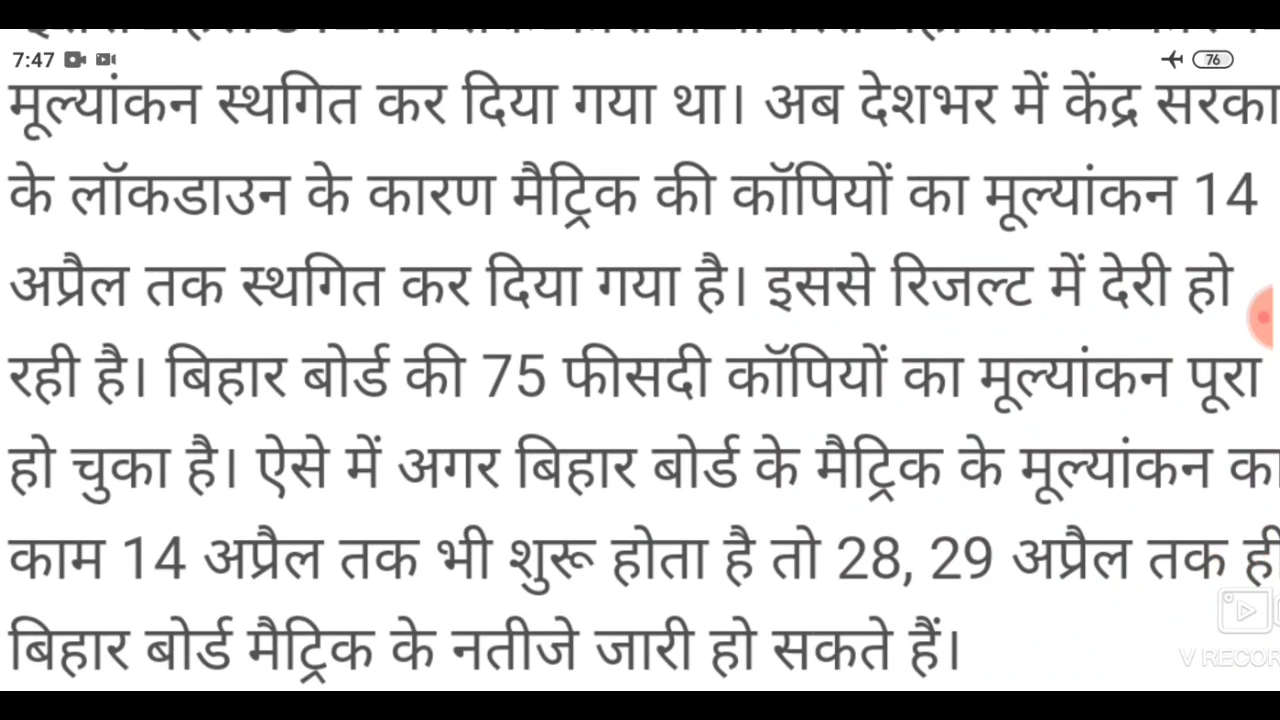 7:47 76
मूल्यांकन स्थगित कर दिया गया था। अब देशभर में केंद्र सरका
के लॉकडाउन के कारण मैट्रिक की कॉपियों का मूल्यांकन 14
अप्रैल तक स्थगित कर दिया गया है। इससे रिजल्ट में देरी हो
रही है। बिहार बोर्ड की 75 फीसदी कॉपियों का मूल्यांकन पूरा
हो चुका है। ऐसे में अगर बिहार बोर्ड के मैट्रिक के मूल्यांकन का
काम 14 अप्रैल तक भी शुरू होता है तो 28, 29 अप्रैल तक ही
बिहार बोर्ड मैट्रिक के नतीजे जारी हो सकते हैं।
V RECOR